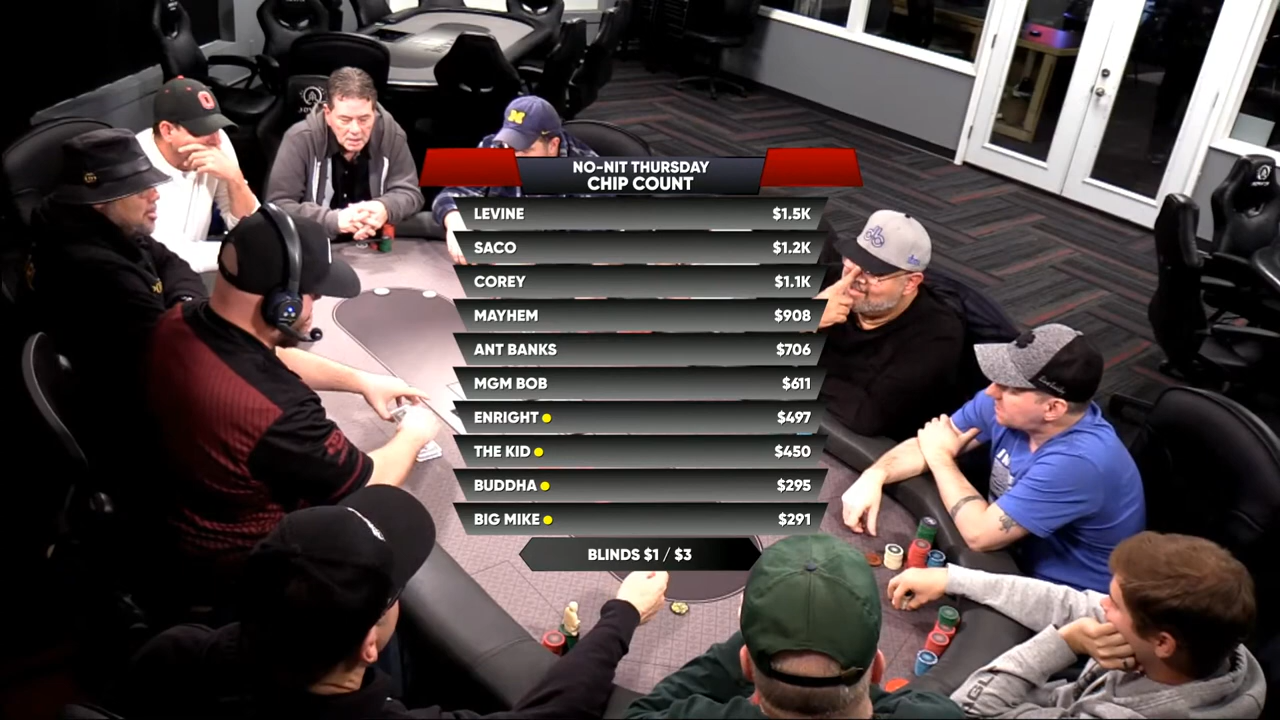 NO-NIT THURSDAY
CHIP COUNT
LEVINE $1.5K
SACO $1.2K
COREY $1.1K
MAYHEM $908
ANT BANKS $706
MGM BOB $611
ENRIGHT $497
THE KID $450
BUDDHA $295
BIG MIKE $291
BLINDS $1 / $3
O
M